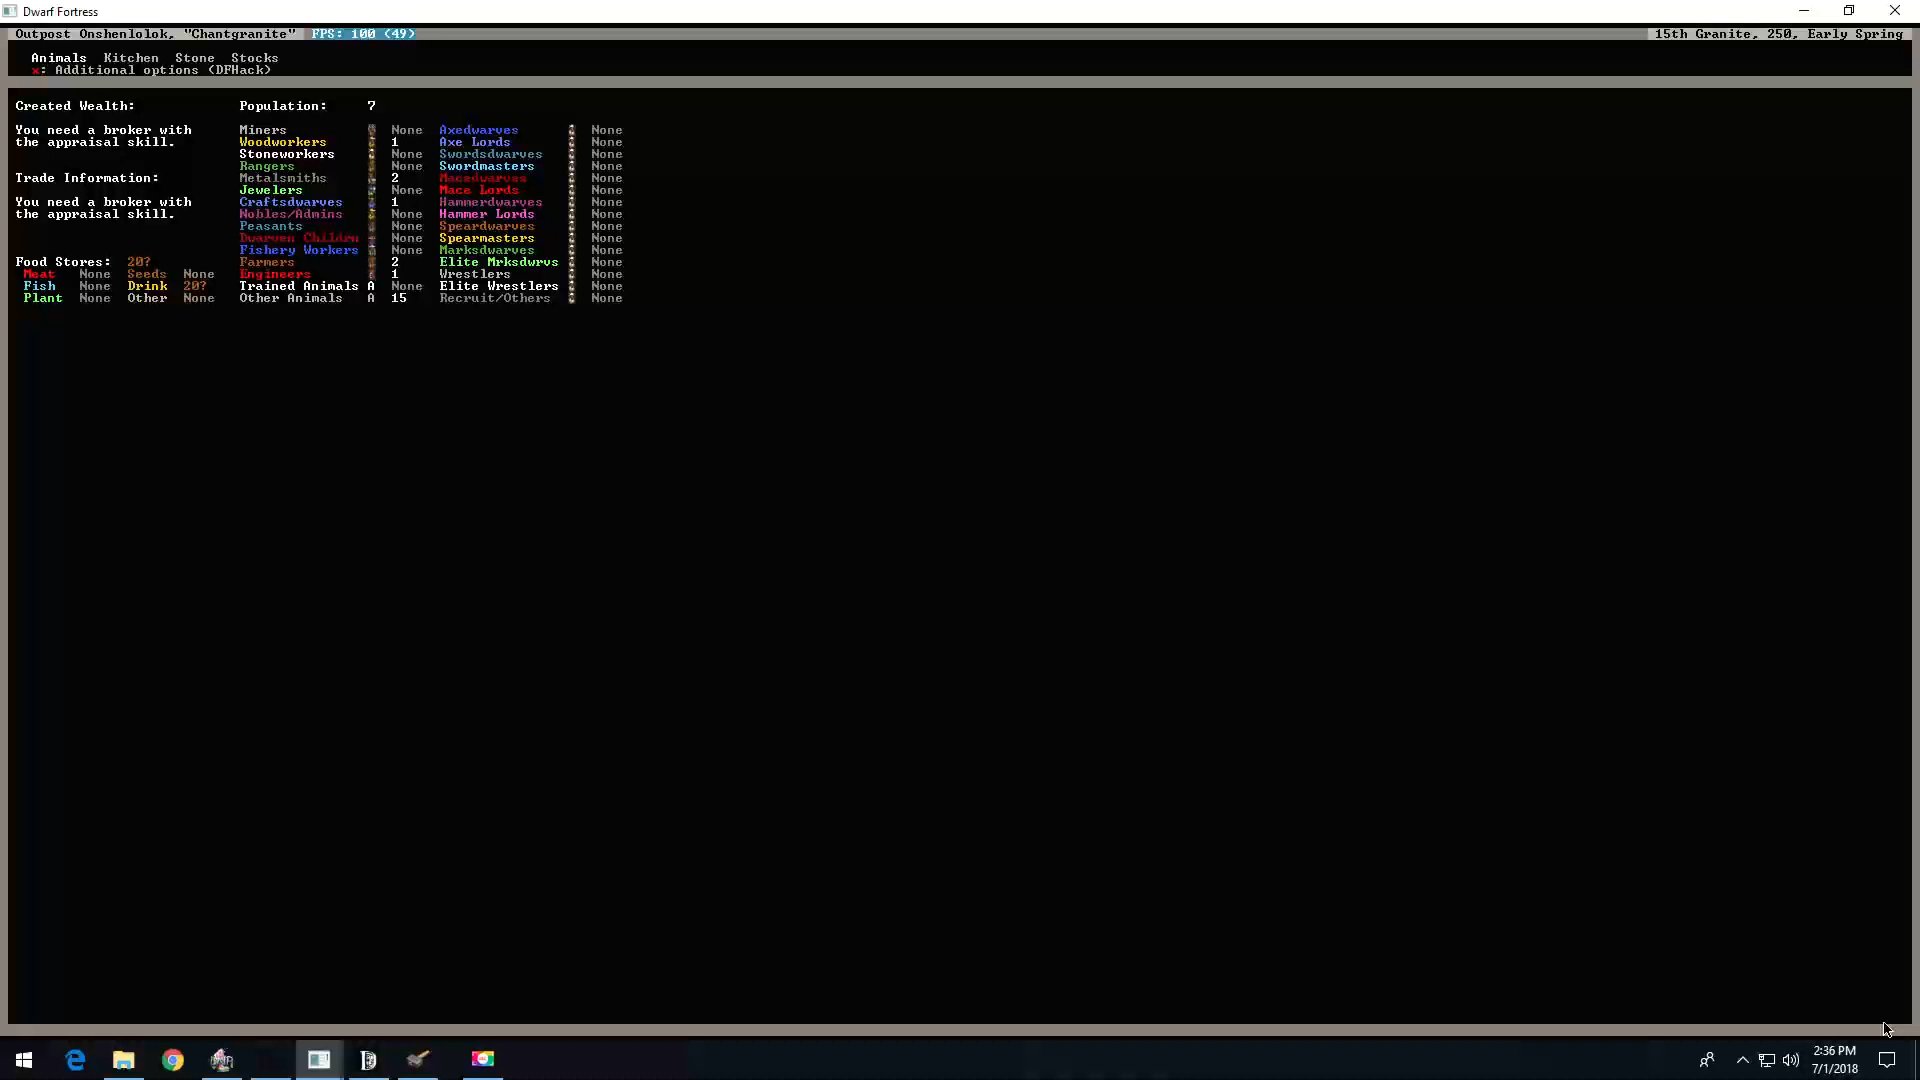 Dwarf Fortress
Outpost Onshenlolok, "Chantgranite" FPS: 100 (49) 15th Granite, 250, Early Spring
Animals Kitchen Stone Stocks
x: Additional options (DFHack)
Created Wealth: Population: 7
You need a broker with Miners None Axedwarves None
the appraisal skill. Woodworkers 1 Axe Lords None
Stoneworkers None Swordsdwarves None
Rangers None Swordmasters None
Trade Information: Metalsmiths 2 Macedwarves None
Jewelers None Mace Lords None
You need a broker with Craftsdwarves 1 Hammerdwarves None
the appraisal skill. Nobles/Admins None Hammer Lords None
Peasants None Speardwarves None
Dwarven Childrn None Spearmasters None
Fishery Workers None Marksdwarves None
Food Stores: 20? Farmers 2 Elite Mrksdwrvs None
Meat None Seeds None Engineers 1 Wrestlers None
Fish None Drink 20? Trained Animals A None Elite Wrestlers None
Plant None Other None Other Animals A 15 Recruit/Others None
2:36 PM
7/1/2018